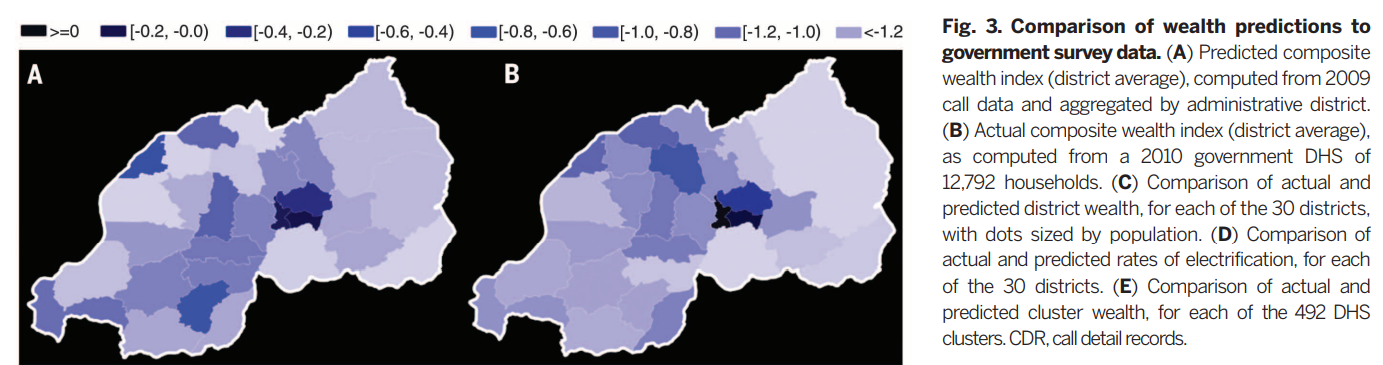 >=0 [-0.2, -0.0) [-0.4, -0.2) [-0.6, -0.4) [-0.8, -0.6) [-1.0, -0.8) [-1.2, -1.0) <-1.2
A B
Fig. 3. Comparison of wealth predictions to
government survey data. (A) Predicted composite
wealth index (district average), computed from 2009
call data and aggregated by administrative district.
(B) Actual composite wealth index (district average),
as computed from a 2010 government DHS of
12,792 households. (C) Comparison of actual and
predicted district wealth, for each of the 30 districts,
with dots sized by population. (D) Comparison of
actual and predicted rates of electrification, for each
of the 30 districts. (E) Comparison of actual and
predicted cluster wealth, for each of the 492 DHS
clusters. CDR, call detail records.